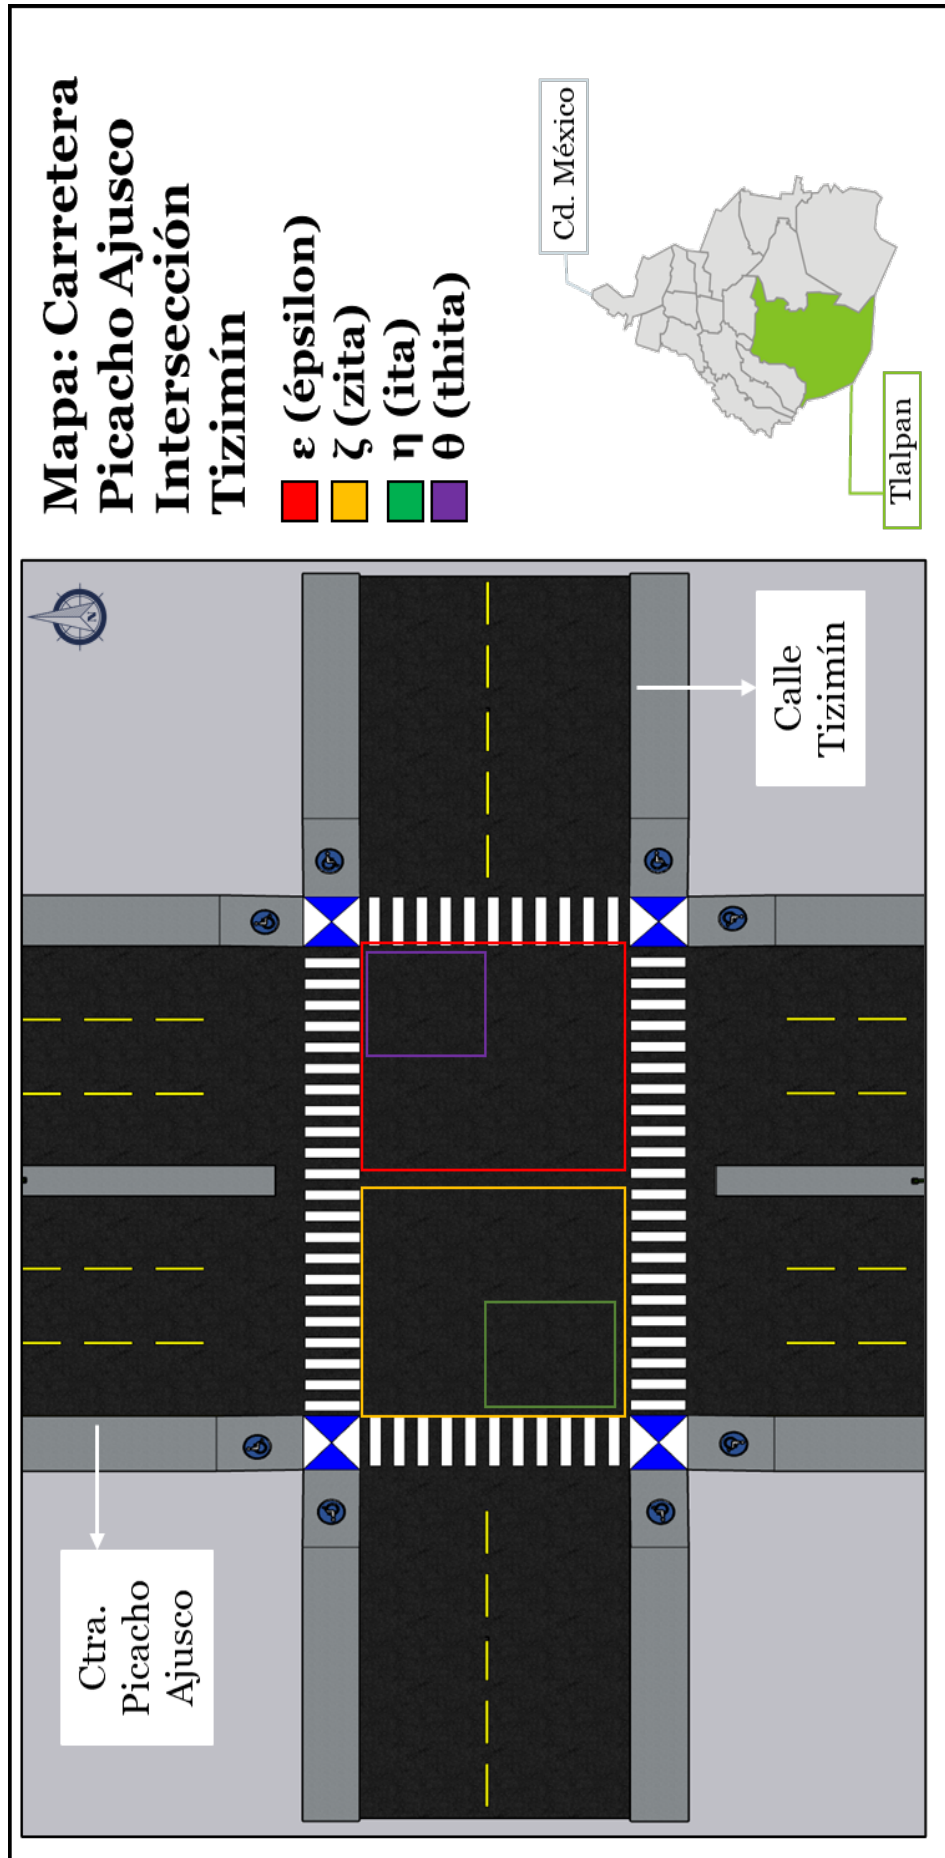 Mapa: Carretera
Picacho Ajusco
Intersección
Tizimín
ε (épsilon)
ζ (zita)
η (ita)
θ (thita)
Cd. México
Tlalpan
N
Calle
Tizimín
Ctra.
Picacho
Ajusco